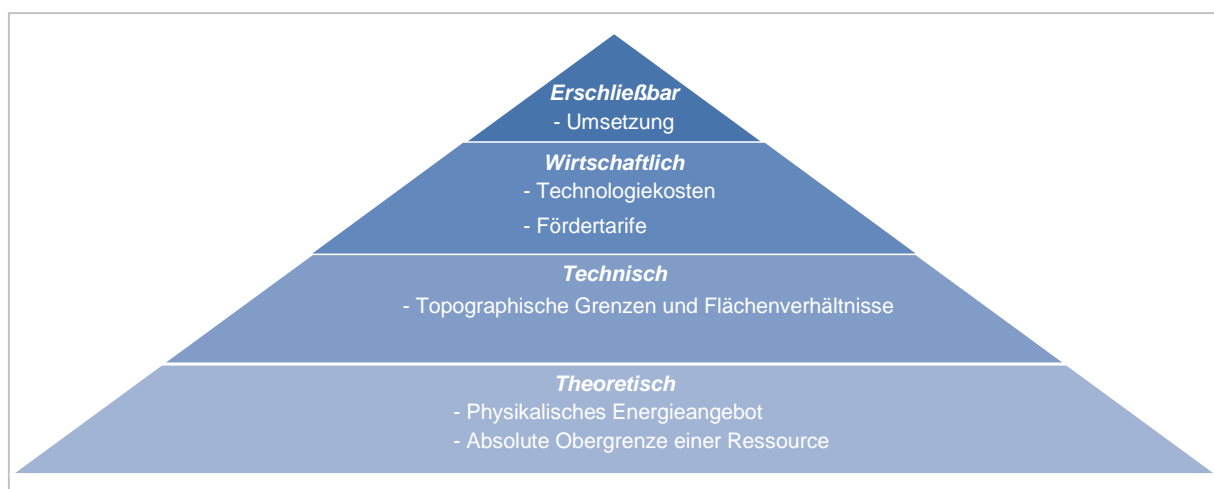 Erschließbar
- Umsetzung
Wirtschaftlich
- Technologiekosten
- Fördertarife
Technisch
- Topographische Grenzen und Flächenverhältnisse
Theoretisch
- Physikalisches Energieangebot
- Absolute Obergrenze einer Ressource